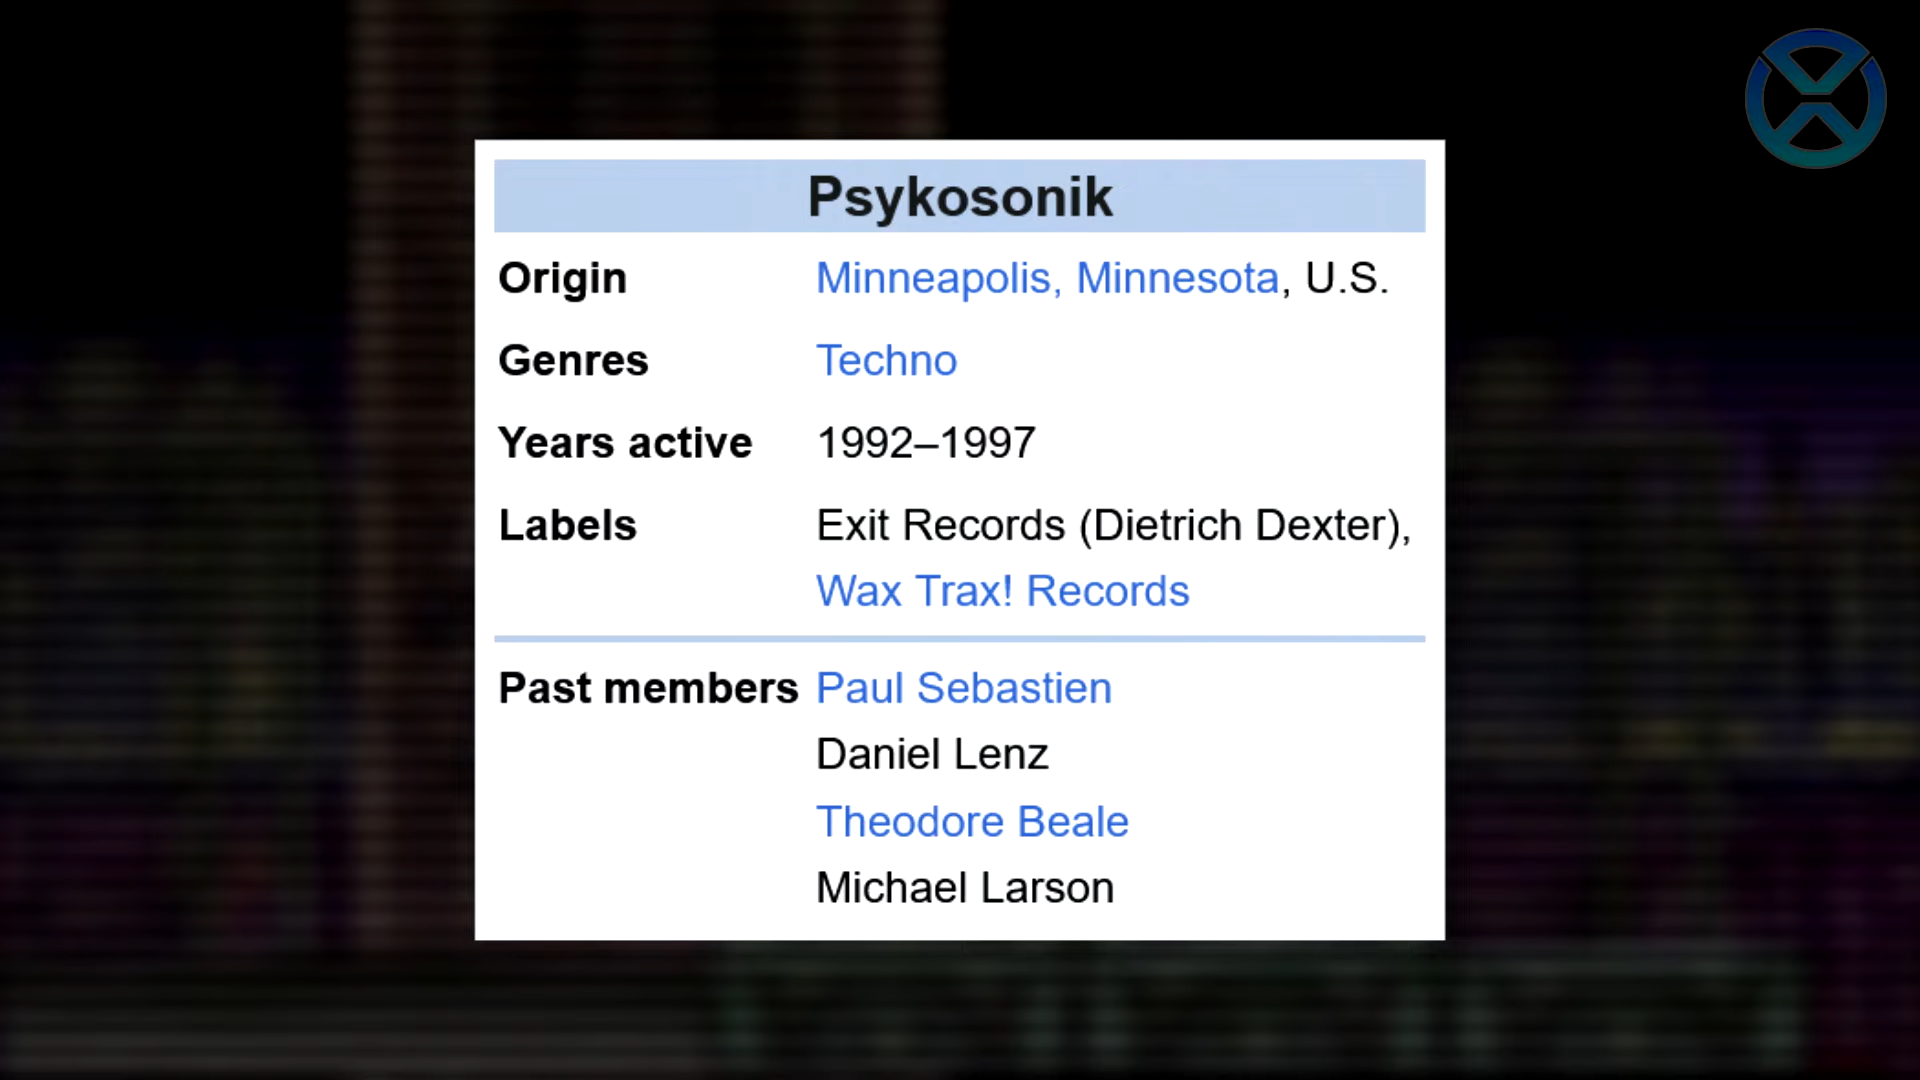 Psykosonik
Origin Minneapolis, Minnesota, U.S.
Genres Techno
Years active 1992–1997
Labels Exit Records (Dietrich Dexter),
Wax Trax! Records
Past members Paul Sebastien
Daniel Lenz
Theodore Beale
Michael Larson